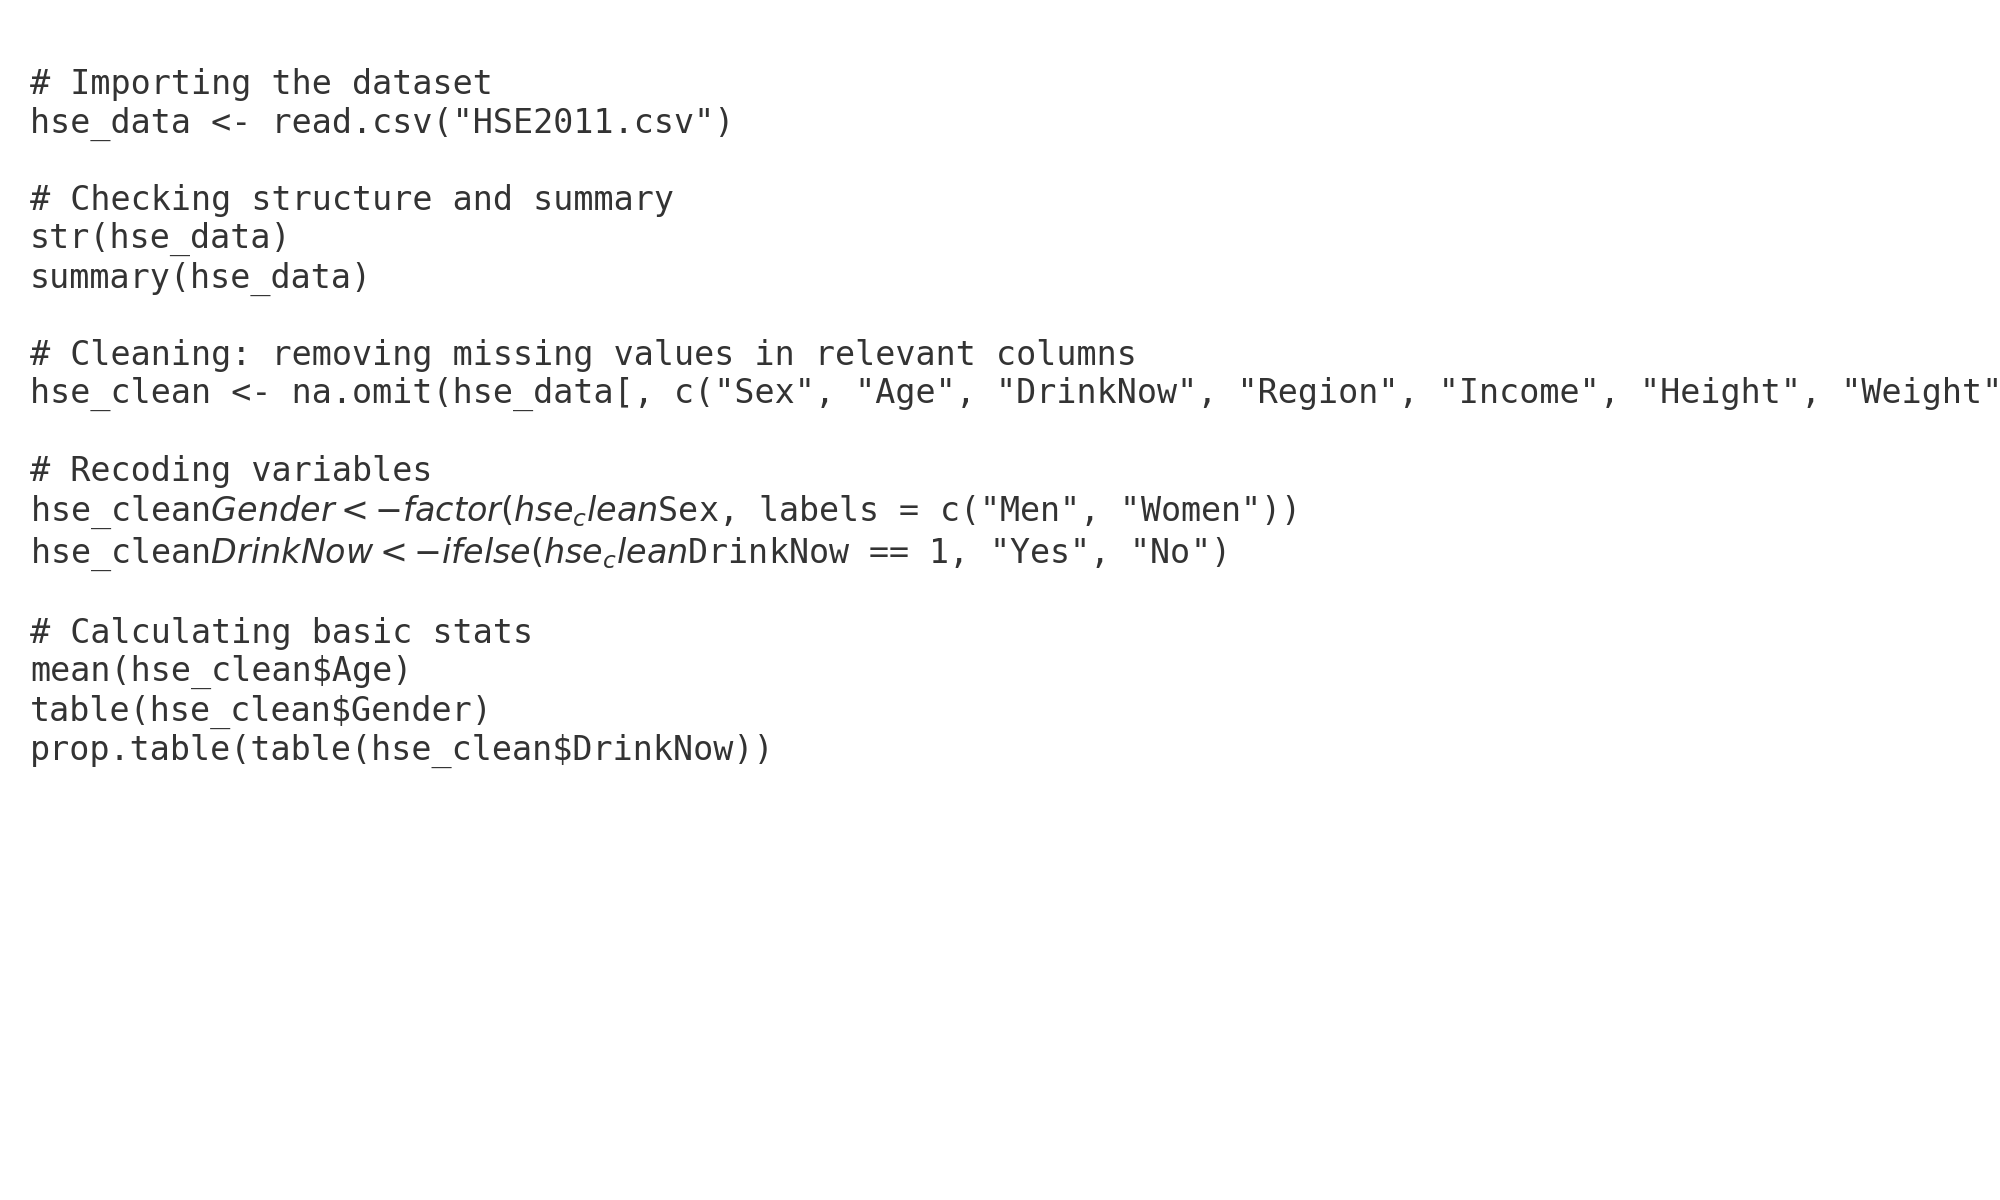 # Importing the dataset
hse_data <- read.csv("HSE2011.csv")
# Checking structure and summary
str(hse_data)
summary(hse_data)
# Cleaning: removing missing values in relevant columns
hse_clean <- na.omit(hse_data[, c("Sex", "Age", "DrinkNow", "Region", "Income", "Height", "Weight"
# Recoding variables
hse_cleanGender<-factor(hse_cleanSex, labels = c("Men", "Women"))
hse_cleanDrinkNow<-ifelse(hse_cleanDrinkNow == 1, "Yes", "No")
# Calculating basic stats
mean(hse_clean$Age)
table(hse_clean$Gender)
prop.table(table(hse_clean$DrinkNow))